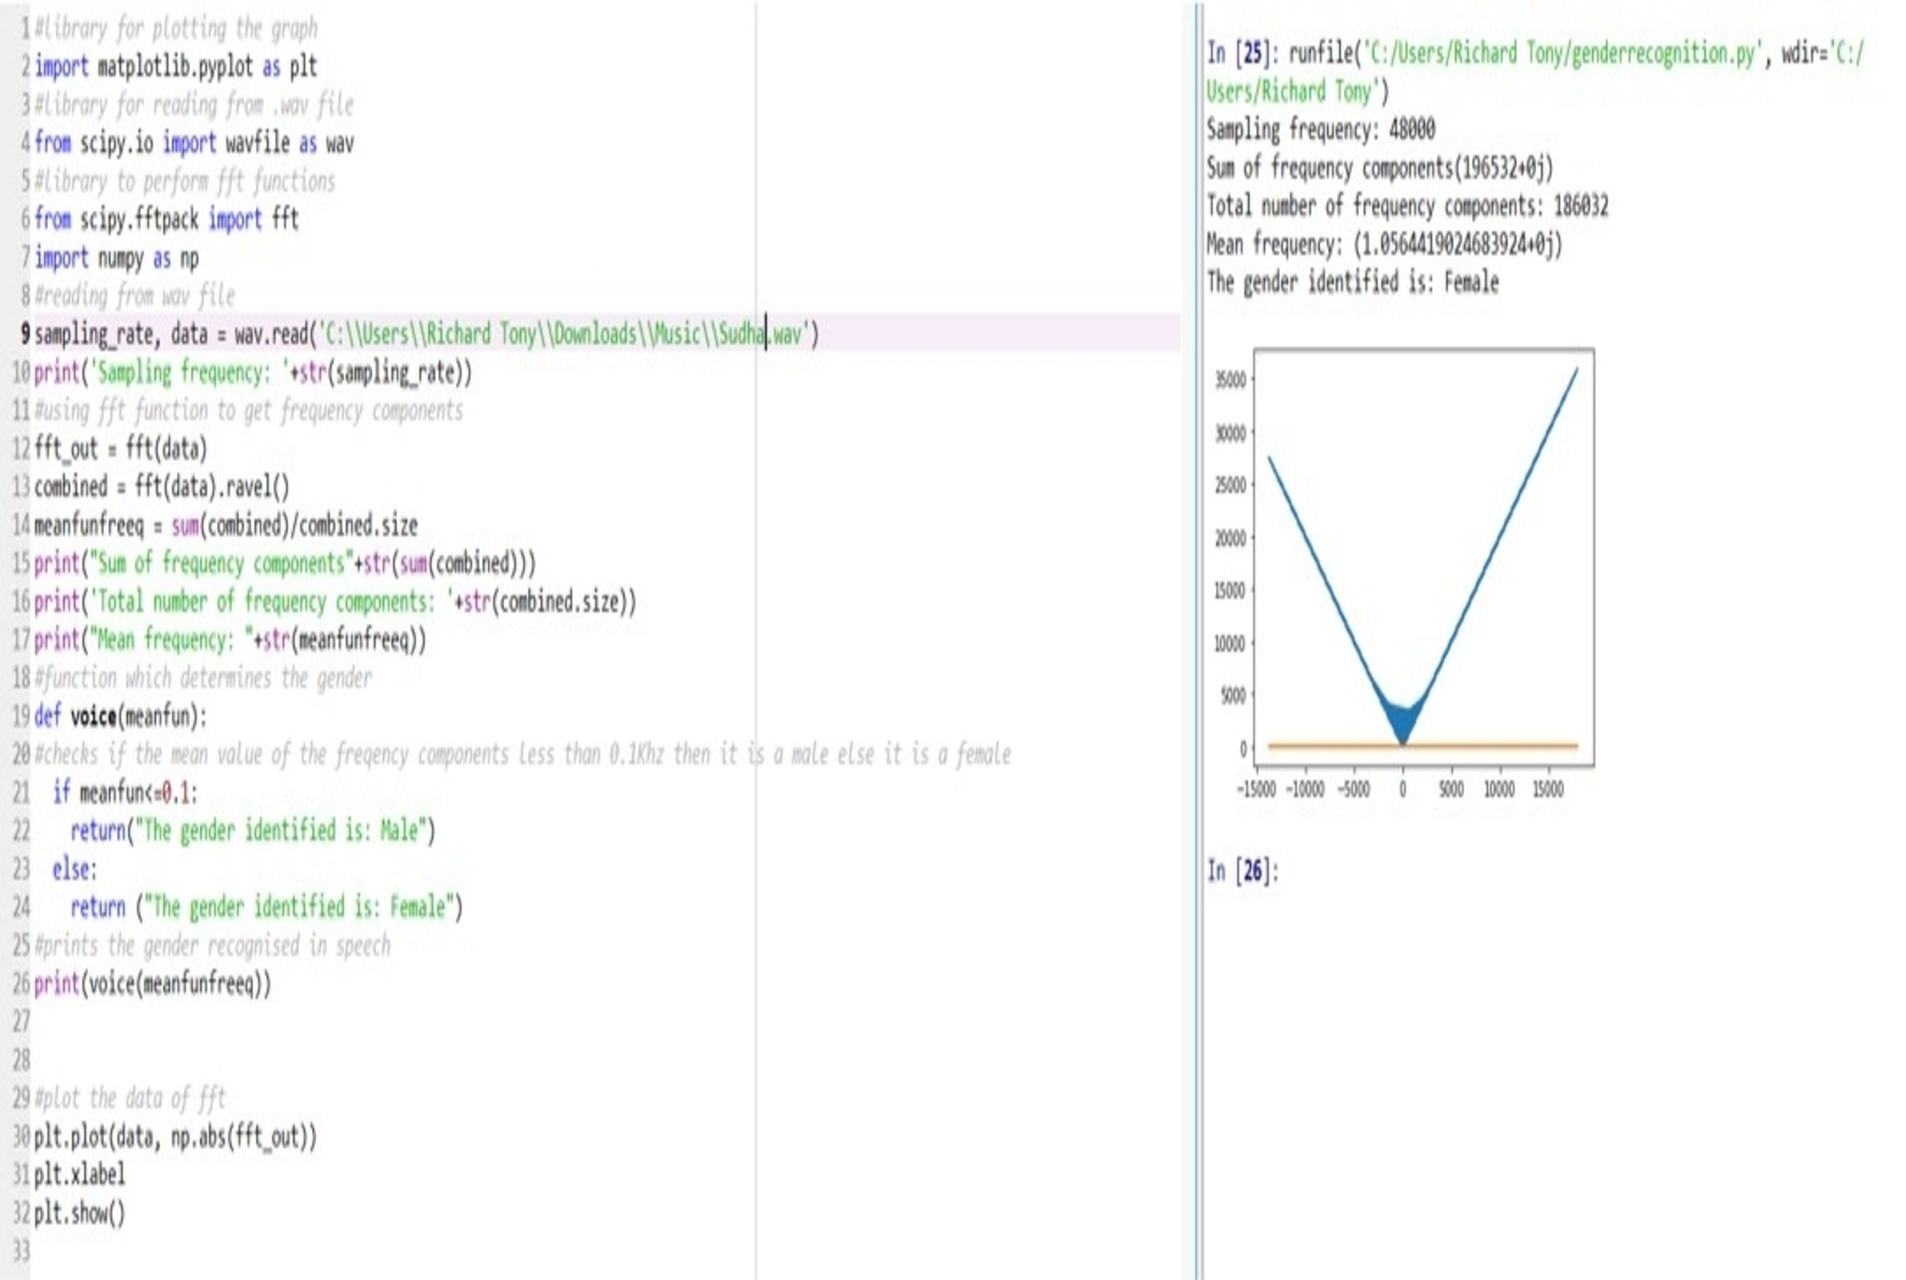 1 #library for plotting the graph
2 import matplotlib.pyplot as plt
3 #library for reading from .wav file
4 from scipy.io import wavfile as wav
5 #library to perform fft functions
6 from scipy.fftpack import fft
7 import numpy as np
8 #reading from wav file
9 sampling_rate, data = wav.read('C:\\Users\\Richard Tony\\Downloads\\Music\\Sudha.wav')
10 print('Sampling frequency: '+str(sampling_rate))
11 #using fft function to get frequency components
12 fft_out = fft(data)
13 combined = fft(data).ravel()
14 meanfunfreeq = sum(combined)/combined.size
15 print("Sum of frequency components"+str(sum(combined)))
16 print('Total number of frequency components: '+str(combined.size))
17 print("Mean frequency: "+str(meanfunfreeq))
18 #function which determines the gender
19 def voice(meanfun):
20 #checks if the mean value of the freqency components less than 0.1Khz then it is a male else it is a female
21 if meanfun<=0.1:
22 return("The gender identified is: Male")
23 else:
24 return ("The gender identified is: Female")
25 #prints the gender recognised in speech
26 print(voice(meanfunfreeq))
27
28
29 #plot the data of fft
30 plt.plot(data, np.abs(fft_out))
31 plt.xlabel
32 plt.show()
33
In [25]: runfile('C:/Users/Richard Tony/genderrecognition.py', wdir='C:/
Users/Richard Tony')
Sampling frequency: 48000
Sum of frequency components(196532+0j)
Total number of frequency components: 186032
Mean frequency: (1.0564419024683924+0j)
The gender identified is: Female
35000
30000
25000
20000
15000
10000
5000
0
-15000 -10000 -5000 0 5000 10000 15000
In [26]: